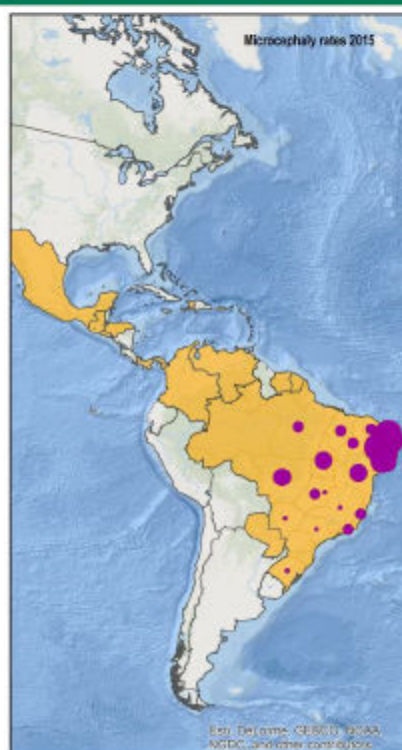 Microcephaly rates 2015
Esri, DeLorme, GEBCO, NOAA
NGDC, and other contributors